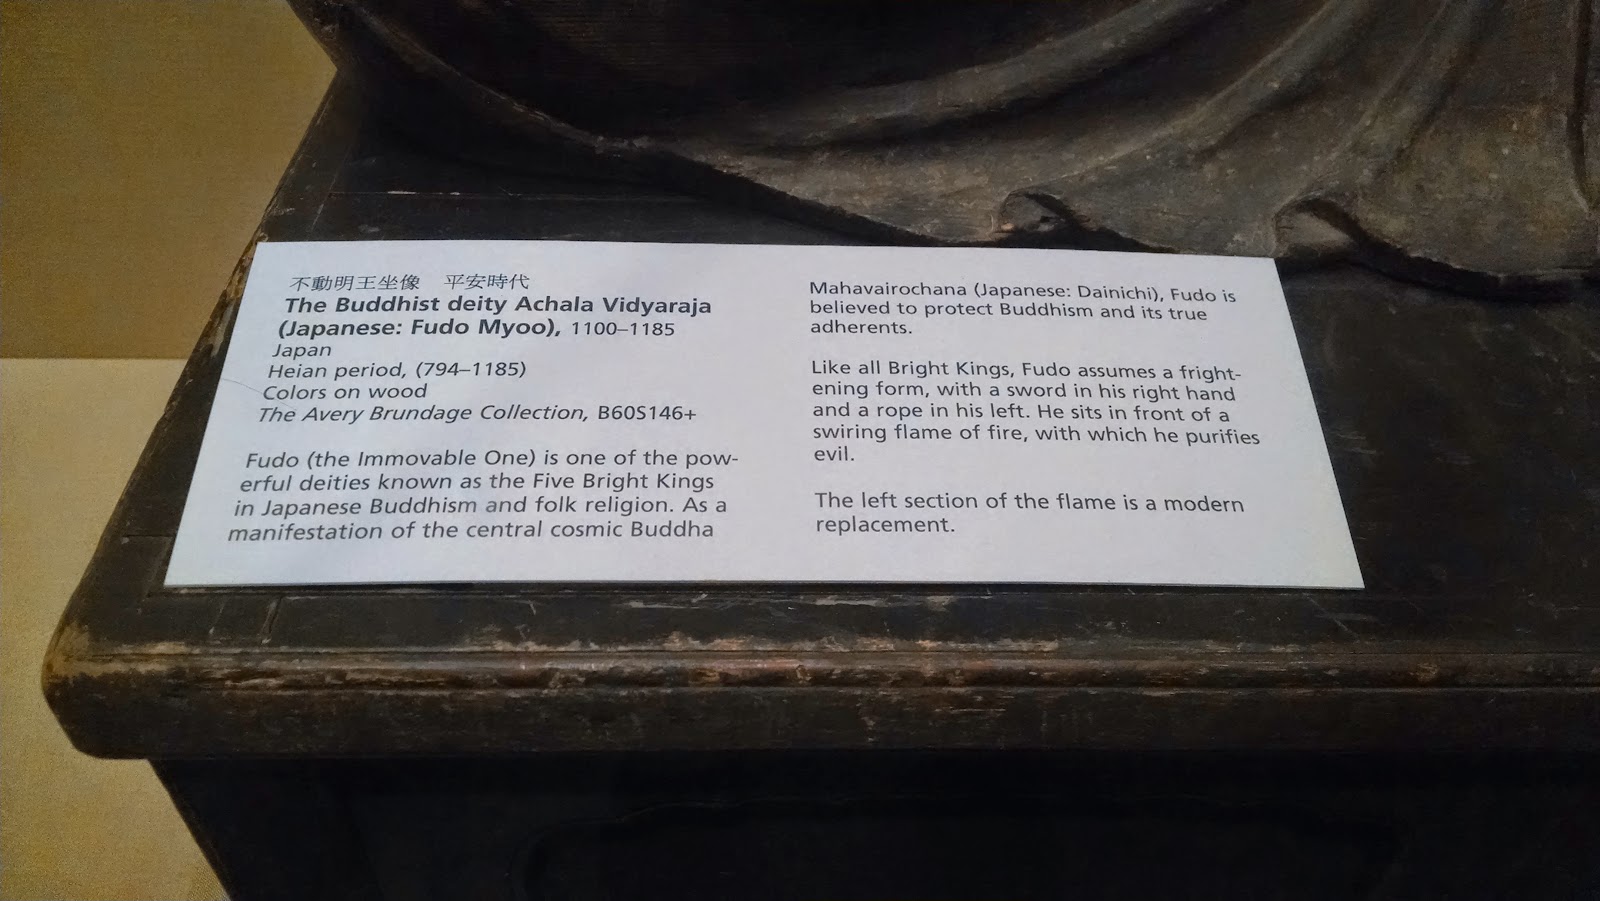 不動明王坐像　平安時代
The Buddhist deity Achala Vidyaraja
(Japanese: Fudo Myoo), 1100–1185
Japan
Heian period, (794–1185)
Colors on wood
The Avery Brundage Collection, B60S146+
Fudo (the Immovable One) is one of the pow-
erful deities known as the Five Bright Kings
in Japanese Buddhism and folk religion. As a
manifestation of the central cosmic Buddha
Mahavairochana (Japanese: Dainichi), Fudo is
believed to protect Buddhism and its true
adherents.
Like all Bright Kings, Fudo assumes a fright-
ening form, with a sword in his right hand
and a rope in his left. He sits in front of a
swiring flame of fire, with which he purifies
evil.
The left section of the flame is a modern
replacement.